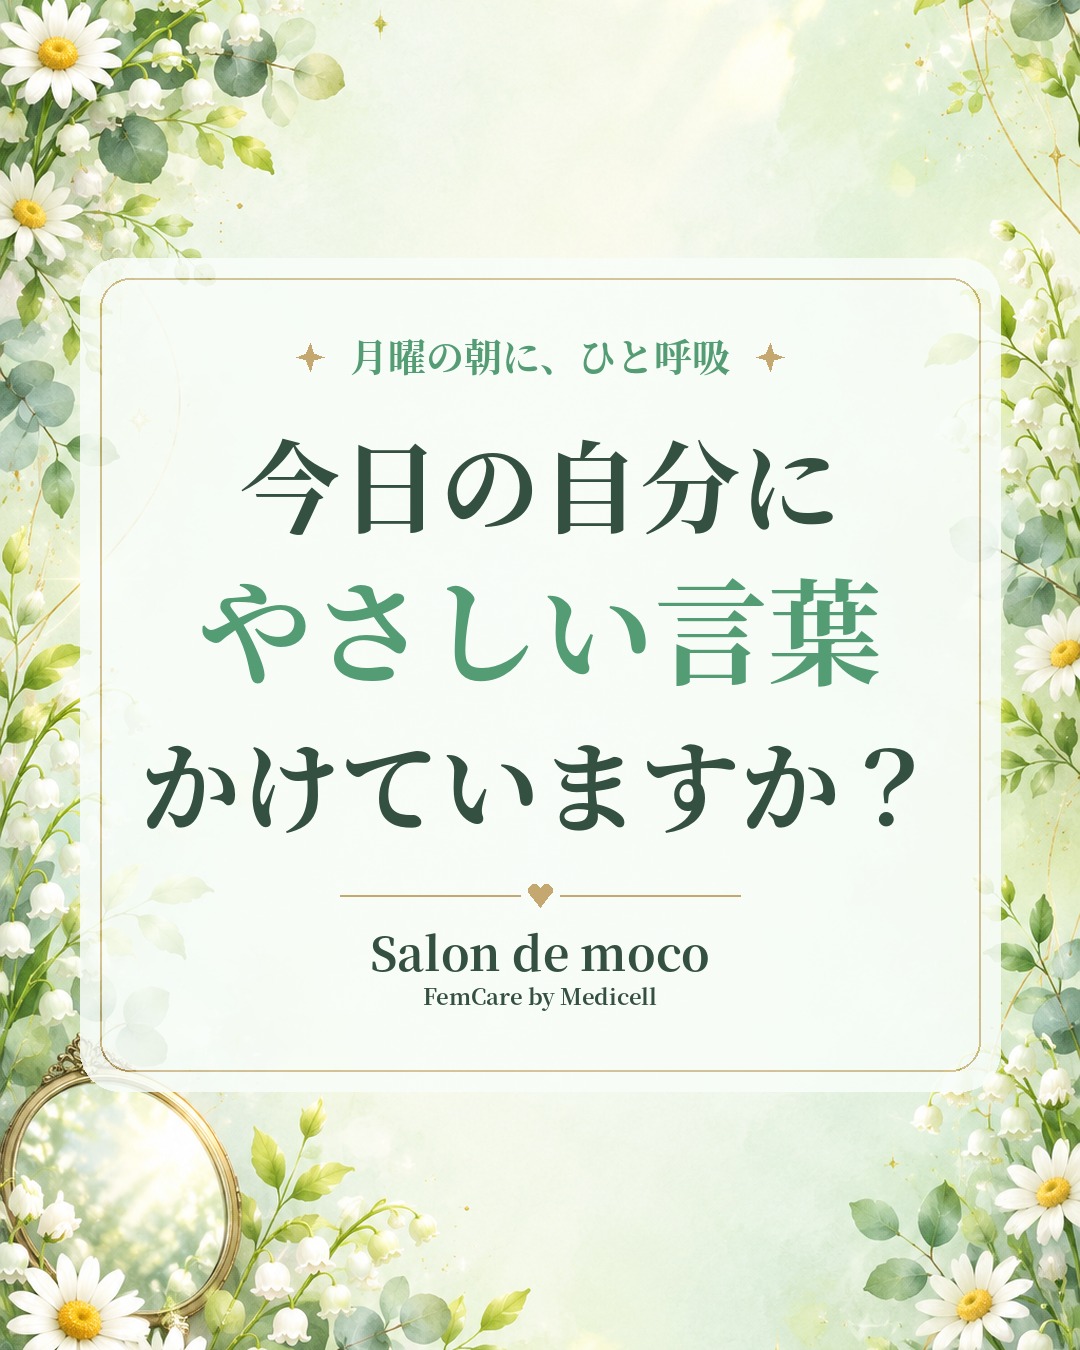 月曜の朝に、ひと呼吸
今日の自分に
やさしい言葉
かけていますか？
Salon de moco
FemCare by Medicell